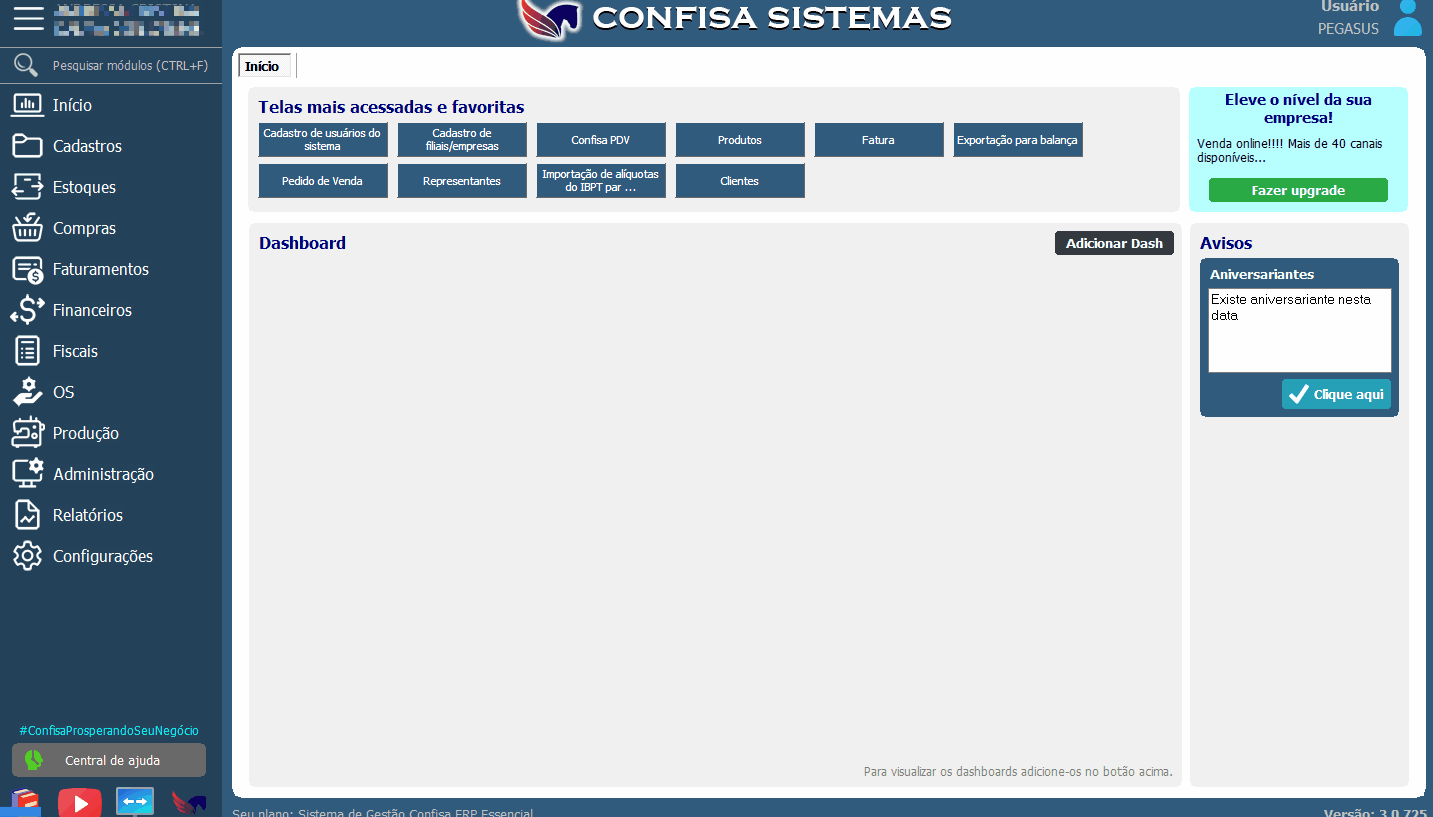 CONFISA SISTEMAS
Usuário
PEGASUS
Pesquisar módulos (CTRL+F)
Início
Cadastros
Estoques
Compras
Faturamentos
Financeiros
Fiscais
OS
Produção
Administração
Relatórios
Configurações
#ConfisaProsperandoSeuNegócio
Central de ajuda
Início
Telas mais acessadas e favoritas
Cadastro de usuários do
sistema
Cadastro de
filiais/empresas
Confisa PDV
Produtos
Fatura
Exportação para balança
Pedido de Venda
Representantes
Importação de alíquotas
do IBPT par ...
Clientes
Eleve o nível da sua
empresa!
Venda online!!!! Mais de 40 canais
disponíveis...
Fazer upgrade
Dashboard
Adicionar Dash
Para visualizar os dashboards adicione-os no botão acima.
Avisos
Aniversariantes
Existe aniversariante nesta
data
Clique aqui
Seu plano: Sistema de Gestão Confisa ERP Essencial
Versão: 3.0.725